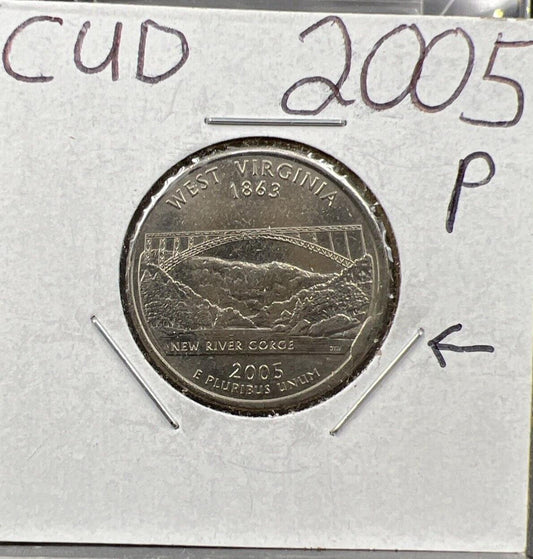 CUD 2005
P
WEST VIRGINIA
1863
NEW RIVER GORGE
2005
E PLURIBUS UNUM